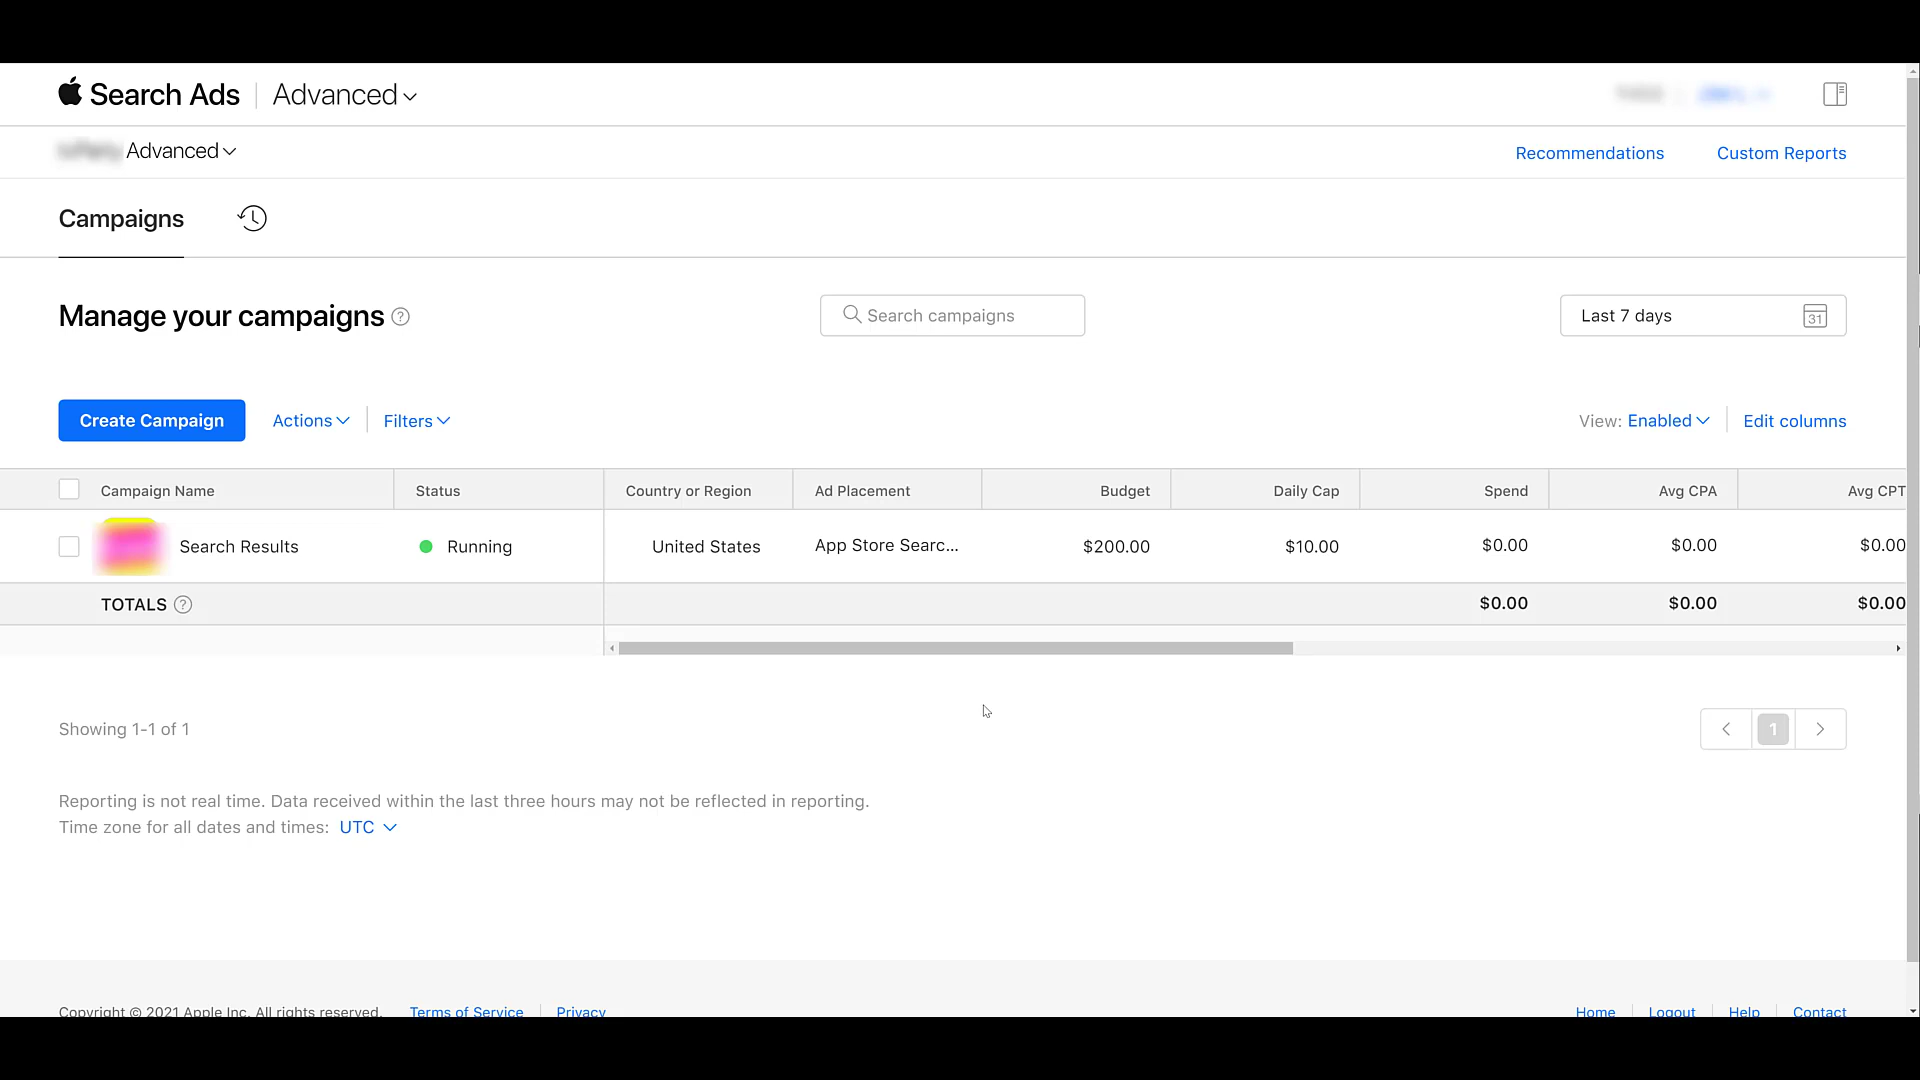 Search Ads Advanced
Advanced
Recommendations Custom Reports
Campaigns
Manage your campaigns ?
Search campaigns
Last 7 days 31
Create Campaign Actions Filters View: Enabled Edit columns
Campaign Name Status Country or Region Ad Placement Budget Daily Cap Spend Avg CPA Avg CPT
Search Results Running United States App Store Searc... $200.00 $10.00 $0.00 $0.00 $0.00
TOTALS ? $0.00 $0.00 $0.00
Showing 1-1 of 1 1
Reporting is not real time. Data received within the last three hours may not be reflected in reporting.
Time zone for all dates and times: UTC
Copyright © 2021 Apple Inc. All rights reserved. Terms of Service Privacy Home Logout Help Contact